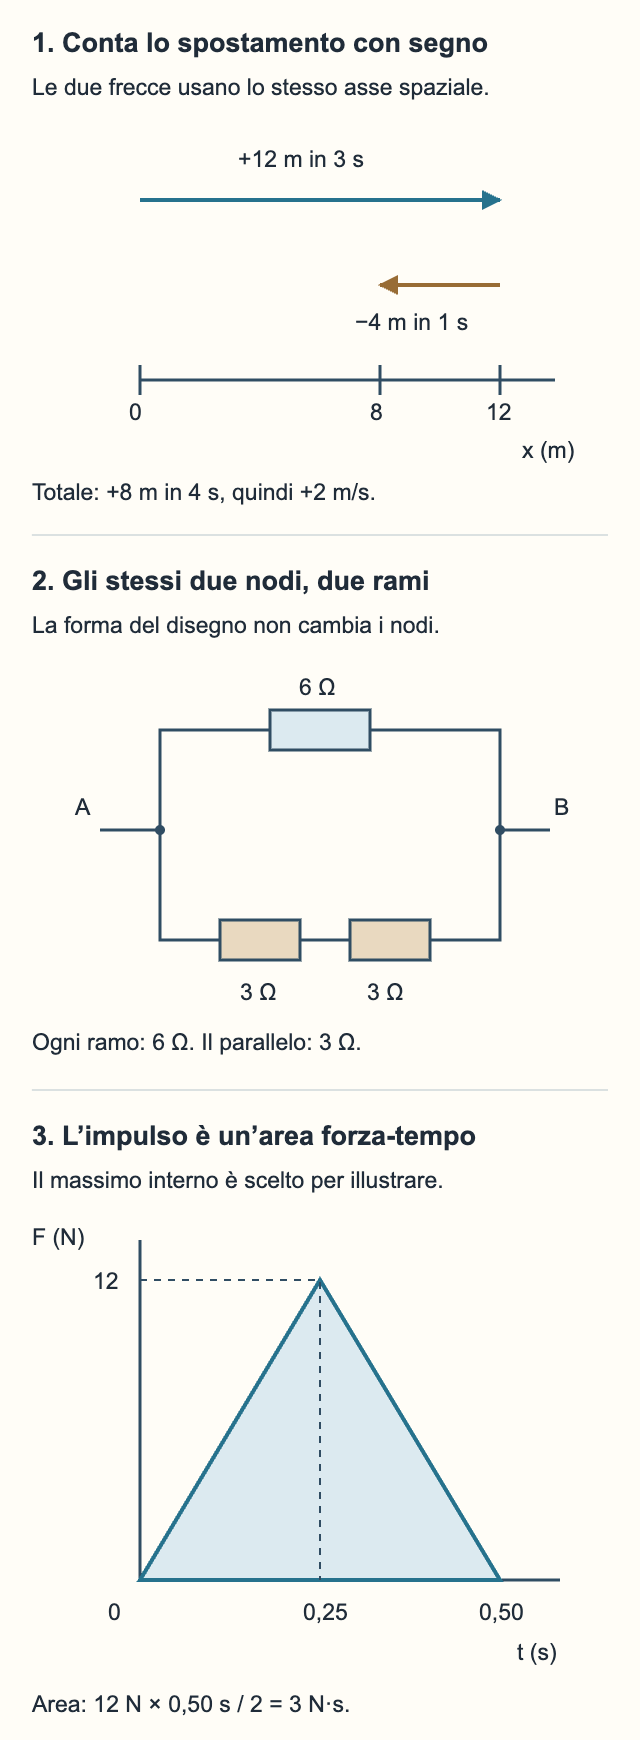 1. Conta lo spostamento con segno
Le due frecce usano lo stesso asse spaziale.
+12 m in 3 s
−4 m in 1 s
0 8 12
x (m)
Totale: +8 m in 4 s, quindi +2 m/s.
2. Gli stessi due nodi, due rami
La forma del disegno non cambia i nodi.
6 Ω
A B
3 Ω 3 Ω
Ogni ramo: 6 Ω. Il parallelo: 3 Ω.
3. L’impulso è un’area forza-tempo
Il massimo interno è scelto per illustrare.
F (N)
12
0 0,25 0,50
t (s)
Area: 12 N × 0,50 s / 2 = 3 N·s.